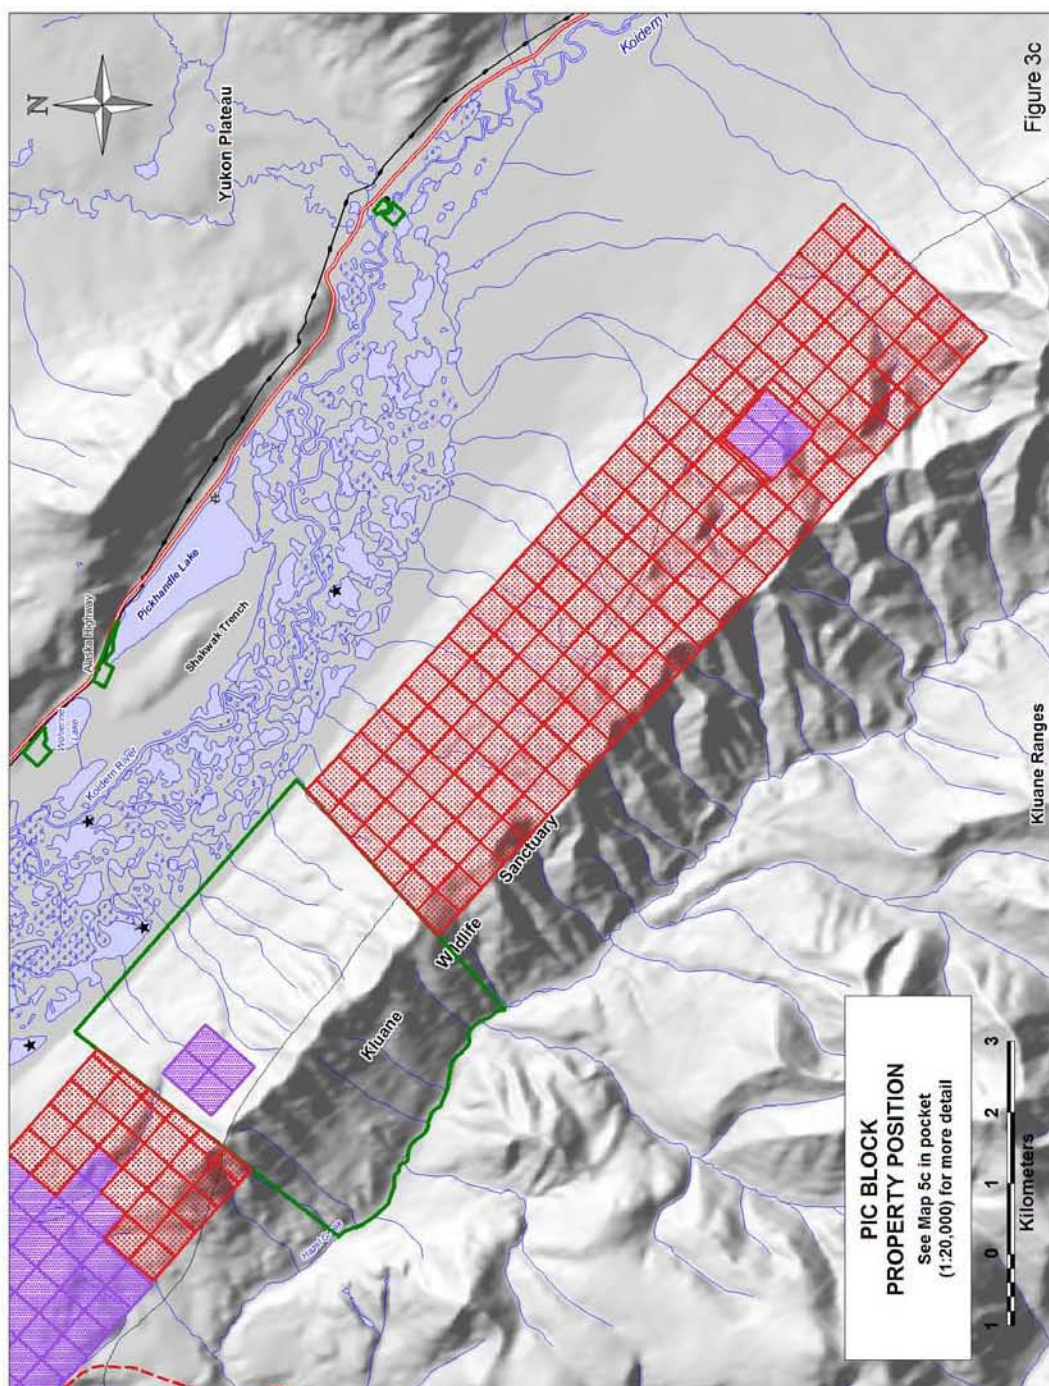 N
Yukon Plateau
Koidern
Figure 3c
Alaska Highway
Pickhandle Lake
Wolverine
Lake
Shakwak Trench
Koidern River
Kluane
Wildlife
Sanctuary
Kluane Ranges
PIC BLOCK
PROPERTY POSITION
See Map 5c in pocket
(1:20,000) for more detail
1 0 1 2 3
Kilometers